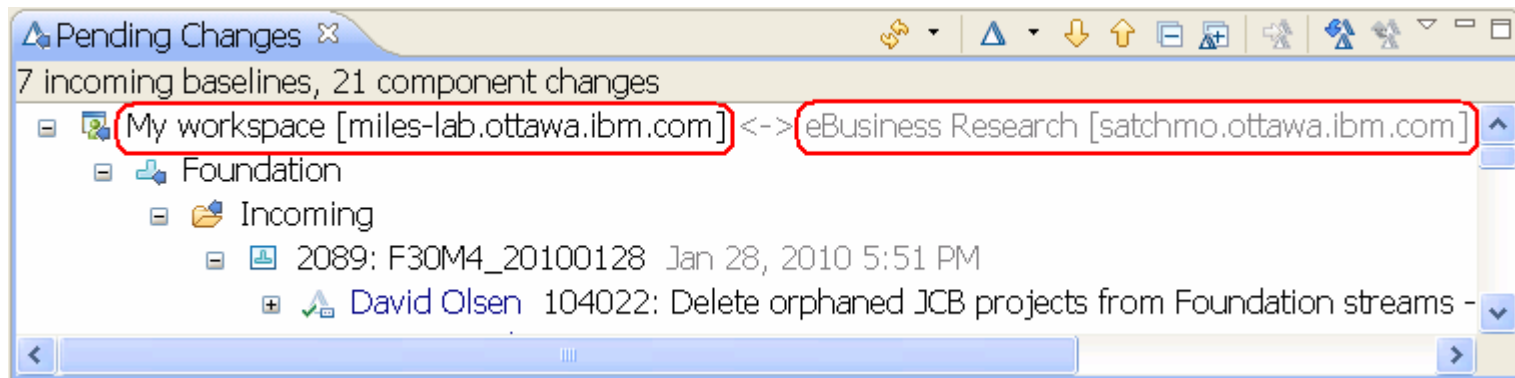 Pending Changes
7 incoming baselines, 21 component changes
My workspace [miles-lab.ottawa.ibm.com] <-> eBusiness Research [satchmo.ottawa.ibm.com]
Foundation
Incoming
2089: F30M4_20100128 Jan 28, 2010 5:51 PM
David Olsen 104022: Delete orphaned JCB projects from Foundation streams -